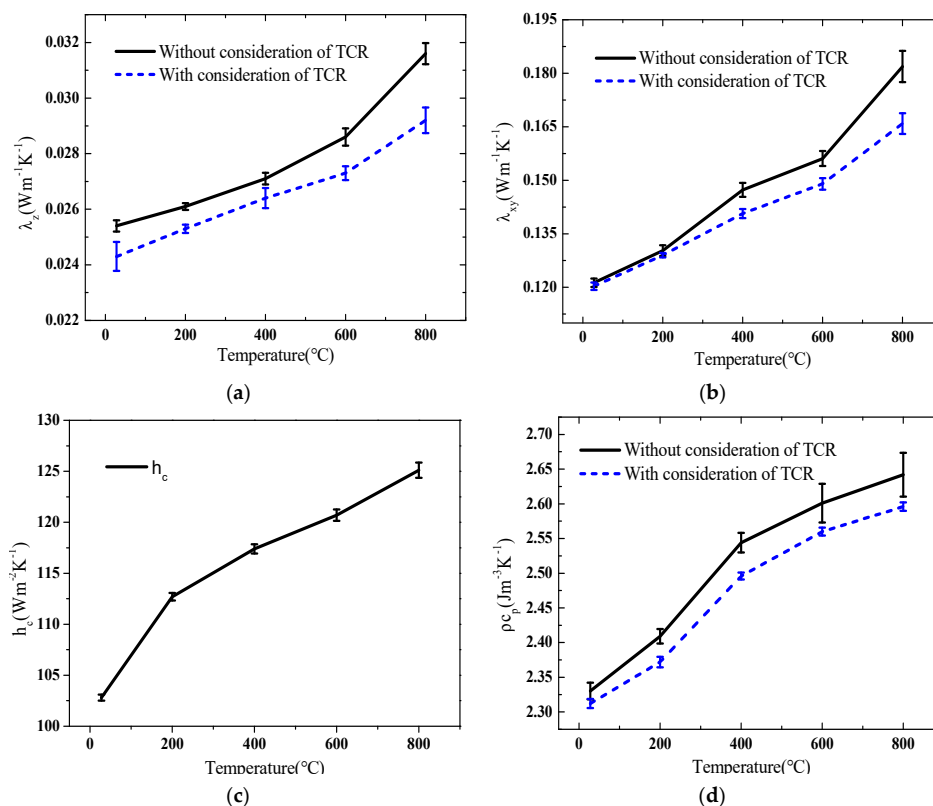 0.032
0.030
0.028
0.026
0.024
0.022
λz(Wm⁻¹K⁻¹)
Without consideration of TCR
With consideration of TCR
0 200 400 600 800
Temperature(°C)
(a)
0.195
0.180
0.165
0.150
0.135
0.120
λxy(Wm⁻¹K⁻¹)
Without consideration of TCR
With consideration of TCR
0 200 400 600 800
Temperature(°C)
(b)
130
125
120
115
112
108
103
100
hc(Wm⁻²K⁻¹)
hc
0 200 400 600 800
Temperature(°C)
(c)
2.70
2.65
2.60
2.55
2.50
2.45
2.40
2.35
2.30
ρcp(Jm⁻³K⁻¹)
Without consideration of TCR
With consideration of TCR
0 200 400 600 800
Temperature(°C)
(d)